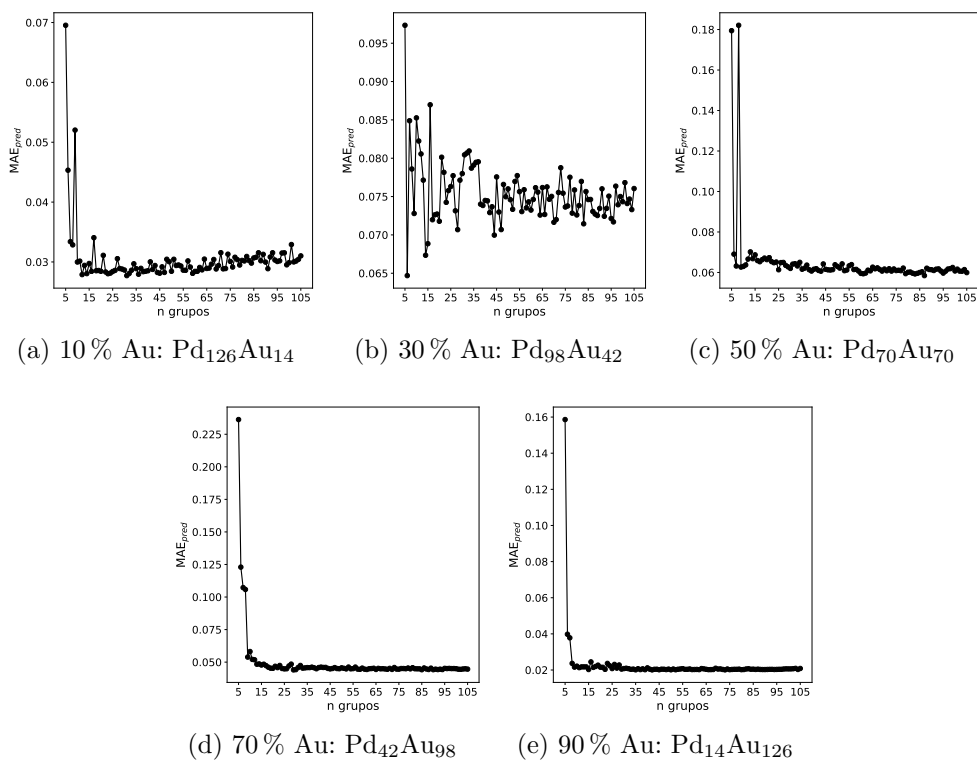 0.07
0.06
0.05
0.04
0.03
MAE_pred
5 15 25 35 45 55 65 75 85 95 105
n grupos
(a) 10 % Au: Pd₁₂₆Au₁₄
0.095
0.090
0.085
0.080
0.075
0.070
0.065
MAE_pred
5 15 25 35 45 55 65 75 85 95 105
n grupos
(b) 30 % Au: Pd₉₈Au₄₂
0.18
0.16
0.14
0.12
0.10
0.08
0.06
MAE_pred
5 15 25 35 45 55 65 75 85 95 105
n grupos
(c) 50 % Au: Pd₇₀Au₇₀
0.225
0.200
0.175
0.150
0.125
0.100
0.075
0.050
MAE_pred
5 15 25 35 45 55 65 75 85 95 105
n grupos
(d) 70 % Au: Pd₄₂Au₉₈
0.16
0.14
0.12
0.10
0.08
0.06
0.04
0.02
MAE_pred
5 15 25 35 45 55 65 75 85 95 105
n grupos
(e) 90 % Au: Pd₁₄Au₁₂₆